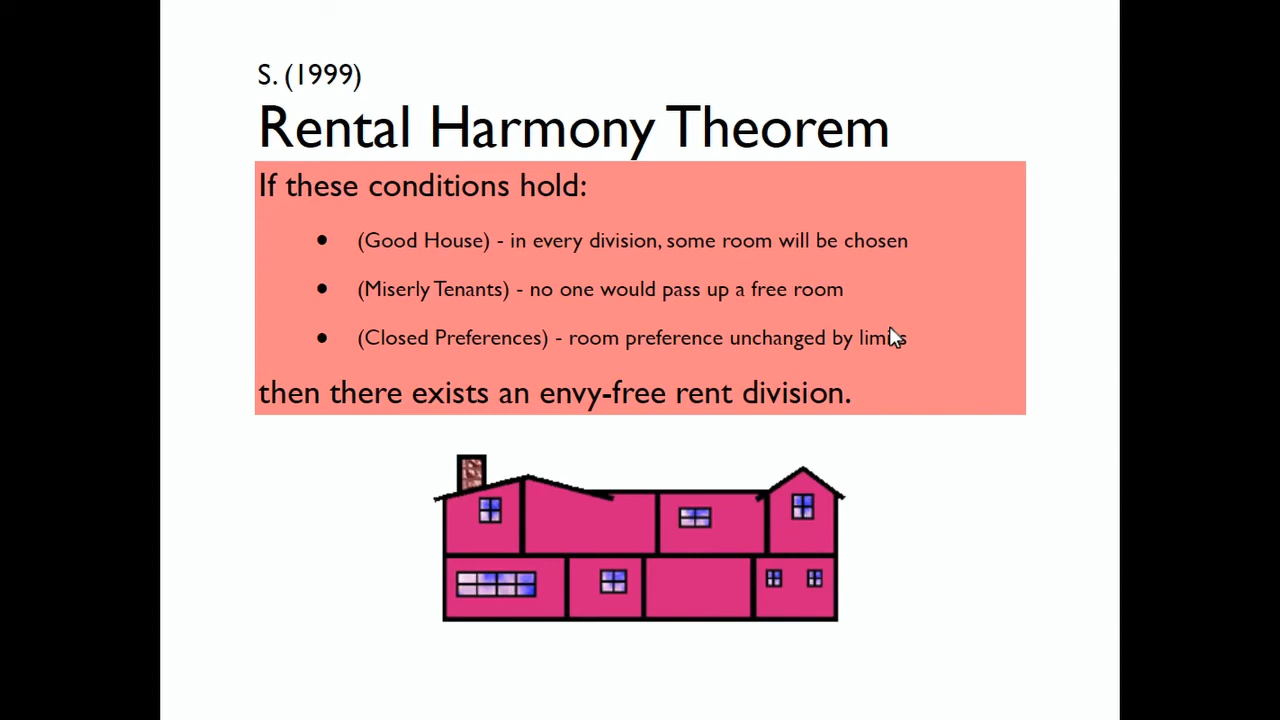 S. (1999)
Rental Harmony Theorem
If these conditions hold:
• (Good House) - in every division, some room will be chosen
• (Miserly Tenants) - no one would pass up a free room
• (Closed Preferences) - room preference unchanged by limits
then there exists an envy-free rent division.